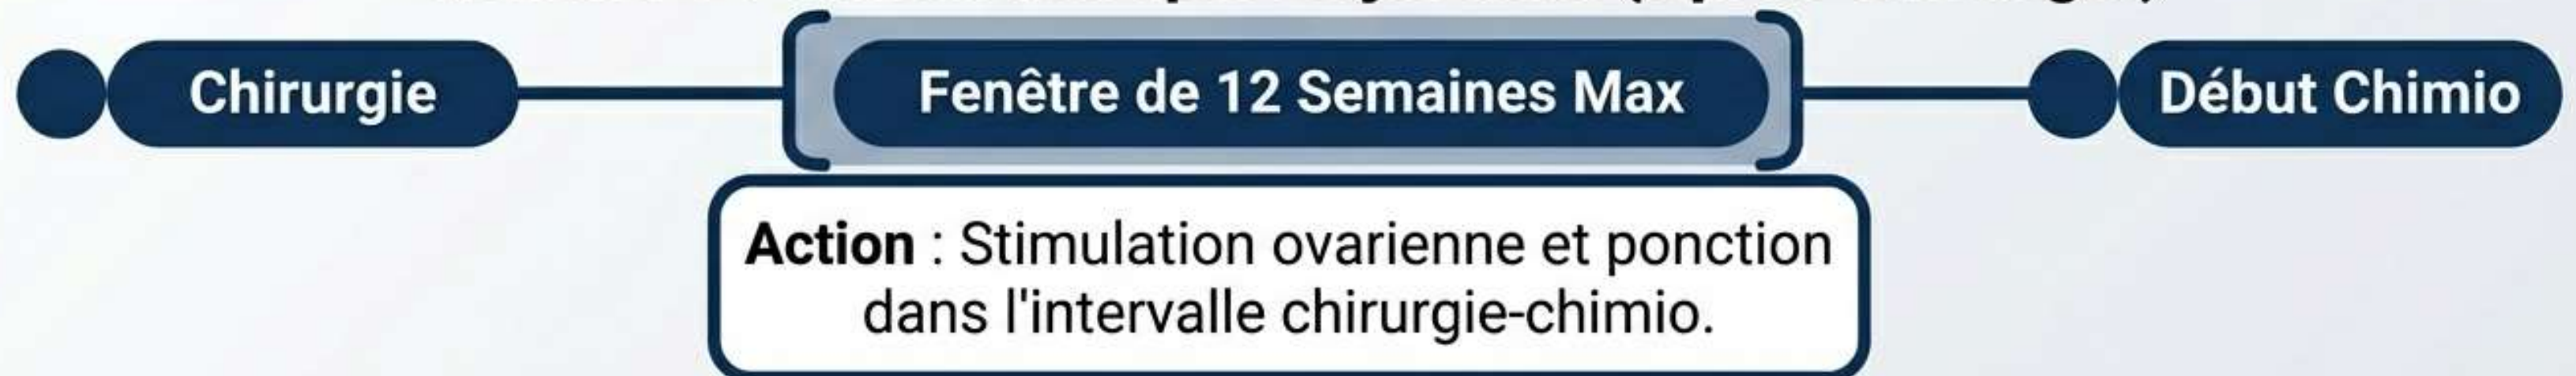 Chirurgie
Fenêtre de 12 Semaines Max
Début Chimio
Action : Stimulation ovarienne et ponction
dans l'intervalle chirurgie-chimio.